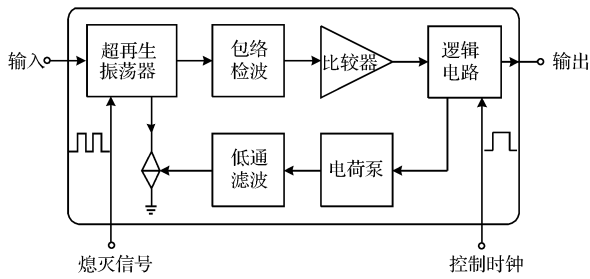 输入
超再生
振荡器
包络
检波
比较器
逻辑
电路
输出
低通
滤波
电荷泵
熄灭信号
控制时钟